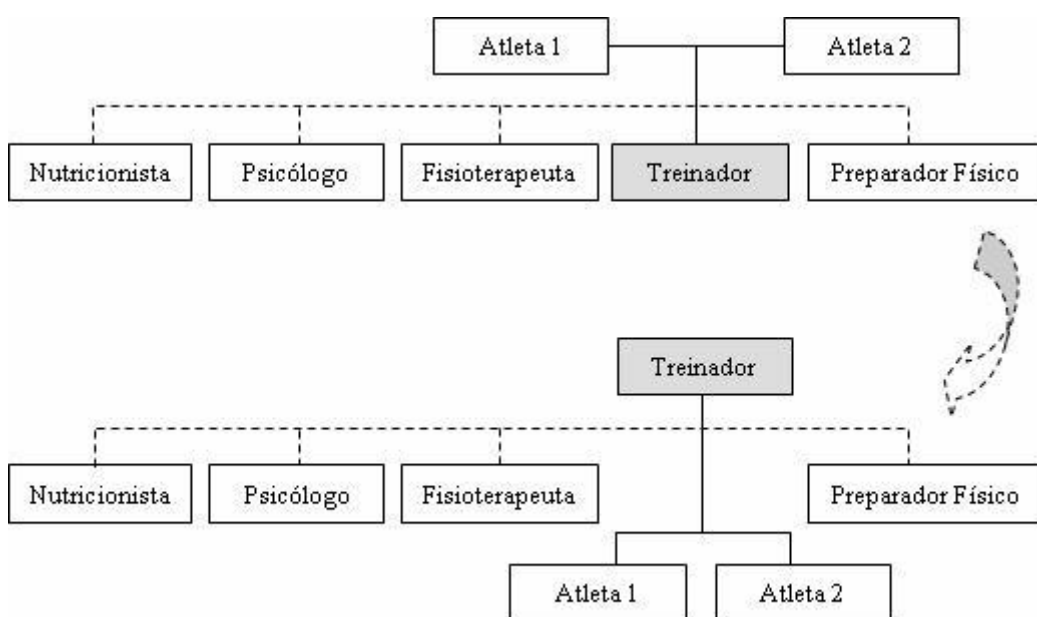 Atleta 1
Atleta 2
Nutricionista
Psicólogo
Fisioterapeuta
Treinador
Preparador Físico
Treinador
Nutricionista
Psicólogo
Fisioterapeuta
Preparador Físico
Atleta 1
Atleta 2